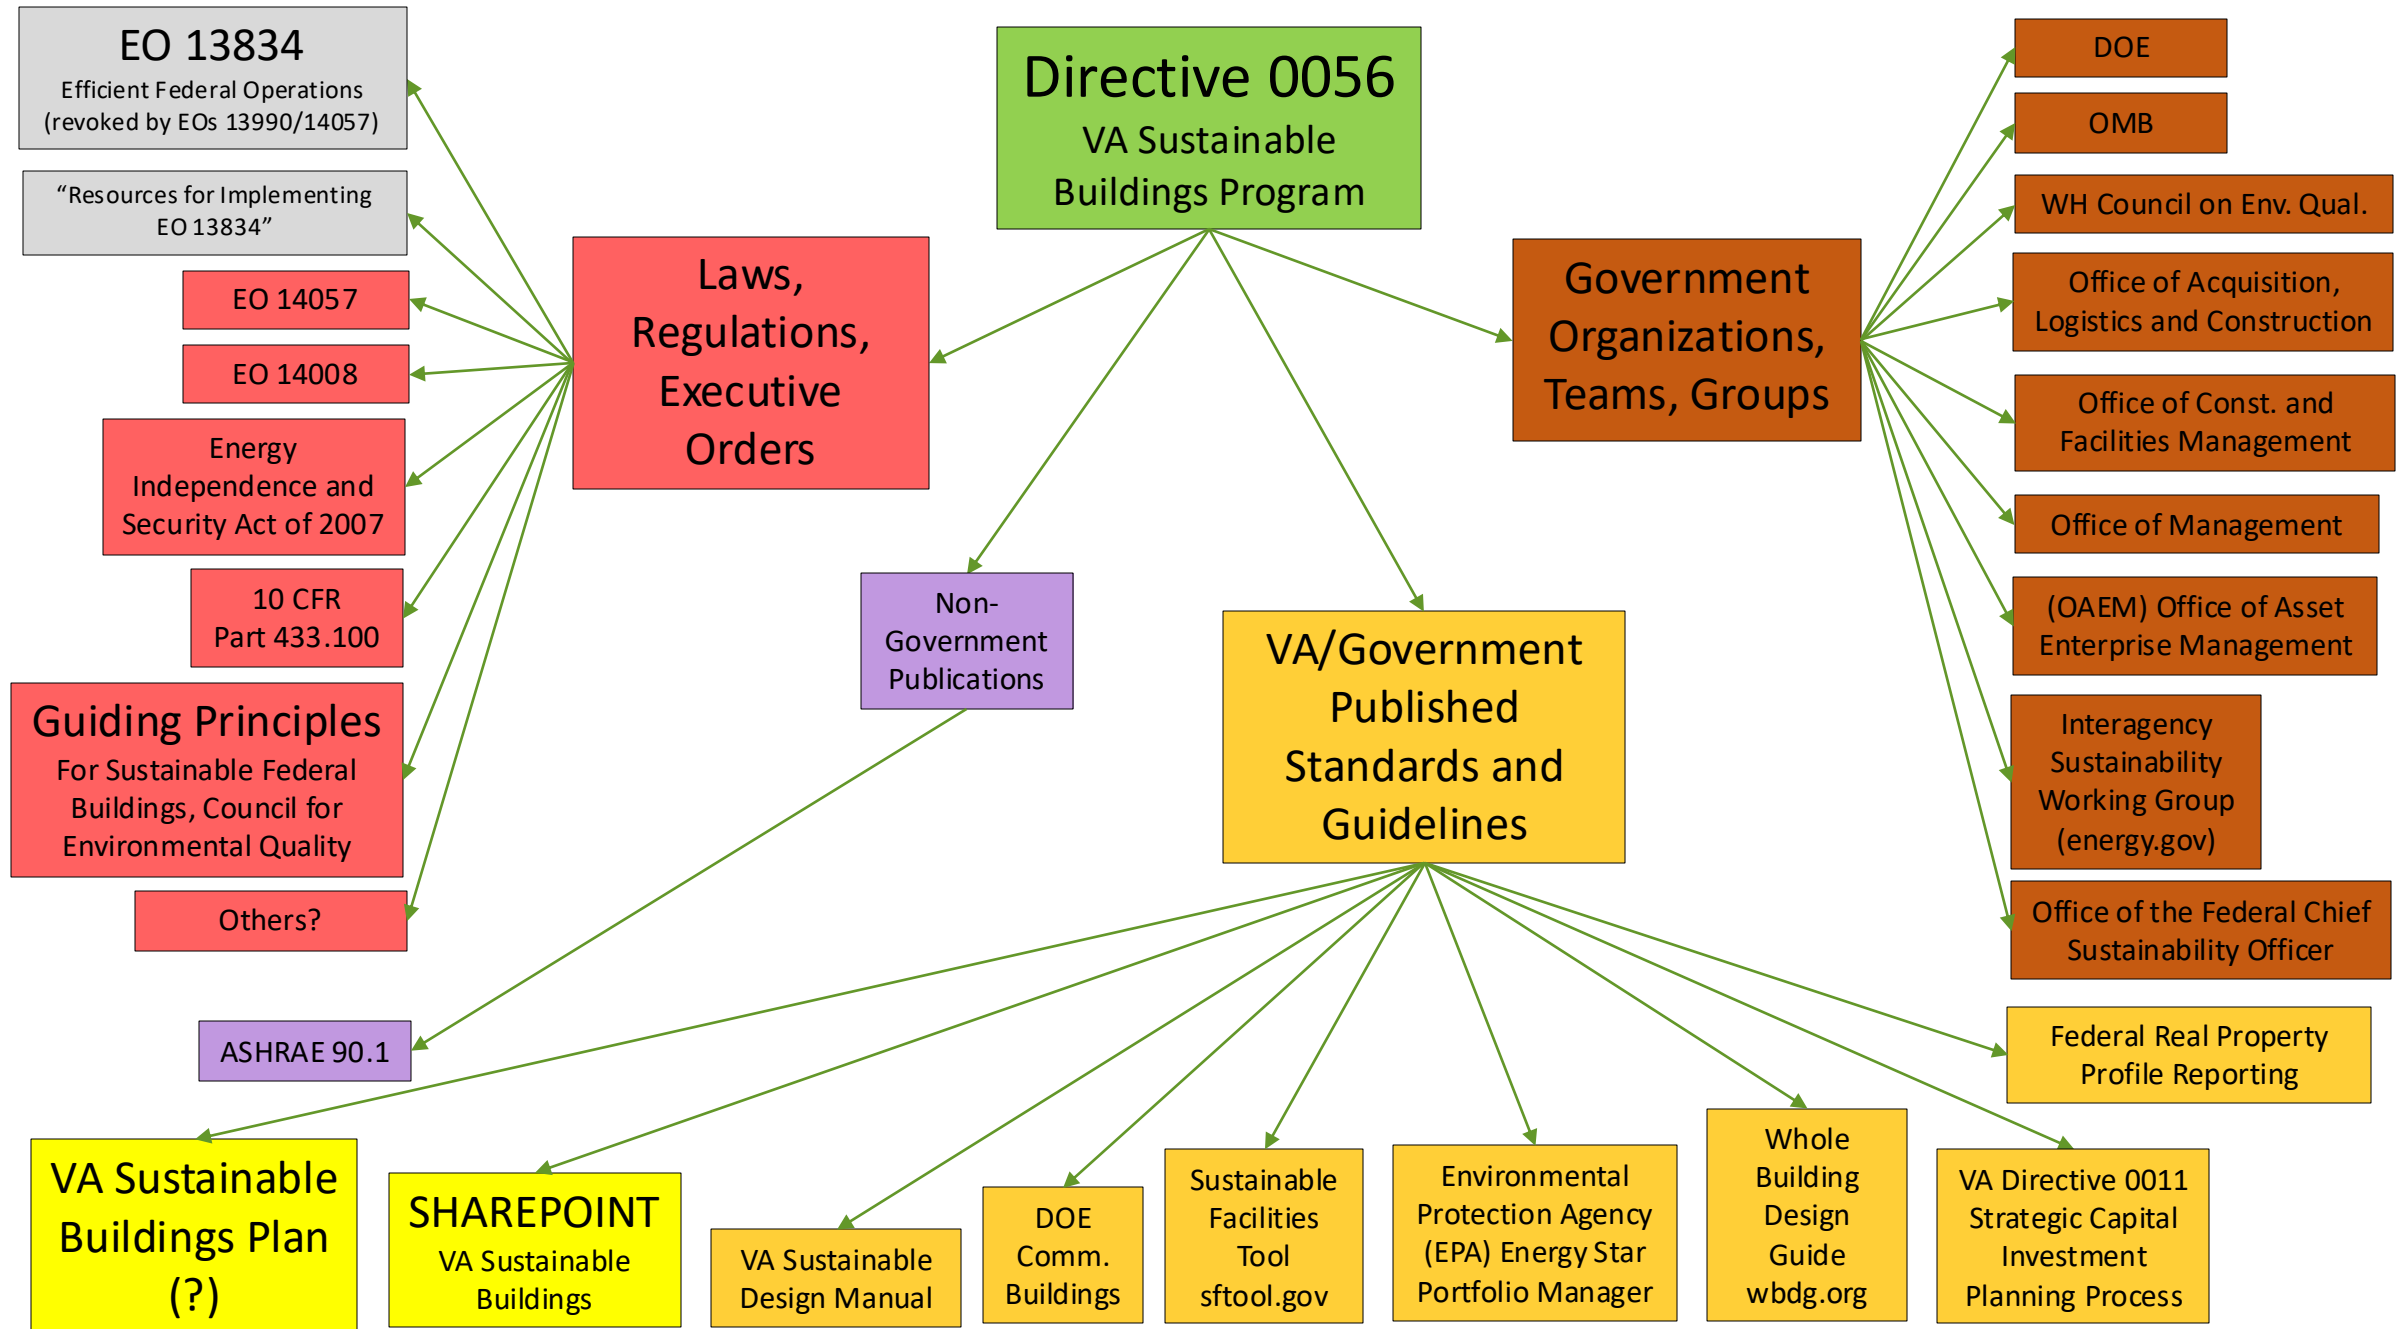 EO 13834
Efficient Federal Operations
(revoked by EOs 13990/14057)
“Resources for Implementing
EO 13834”
EO 14057
EO 14008
Energy
Independence and
Security Act of 2007
10 CFR
Part 433.100
Guiding Principles
For Sustainable Federal
Buildings, Council for
Environmental Quality
Others?
Laws,
Regulations,
Executive
Orders
Directive 0056
VA Sustainable
Buildings Program
Government
Organizations,
Teams, Groups
DOE
OMB
WH Council on Env. Qual.
Office of Acquisition,
Logistics and Construction
Office of Const. and
Facilities Management
Office of Management
(OAEM) Office of Asset
Enterprise Management
Interagency
Sustainability
Working Group
(energy.gov)
Office of the Federal Chief
Sustainability Officer
Non-
Government
Publications
ASHRAE 90.1
VA/Government
Published
Standards and
Guidelines
VA Sustainable
Buildings Plan
(?)
SHAREPOINT
VA Sustainable
Buildings
VA Sustainable
Design Manual
DOE
Comm.
Buildings
Sustainable
Facilities
Tool
sftool.gov
Environmental
Protection Agency
(EPA) Energy Star
Portfolio Manager
Whole
Building
Design
Guide
wbdg.org
VA Directive 0011
Strategic Capital
Investment
Planning Process
Federal Real Property
Profile Reporting